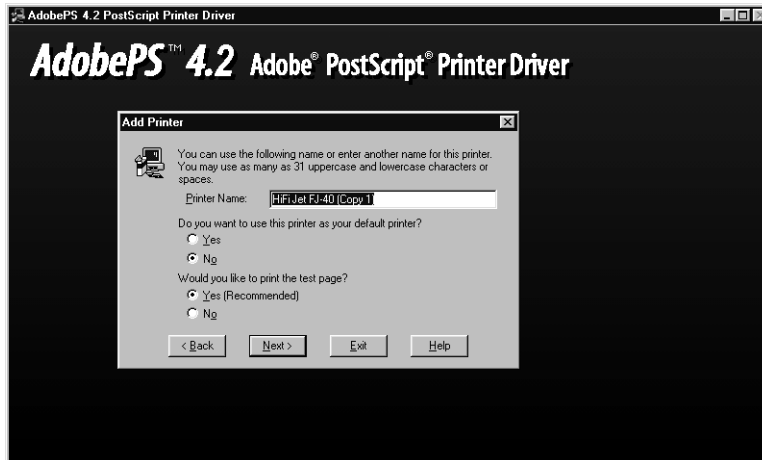 AdobePS 4.2 PostScript Printer Driver
AdobePS™ 4.2 Adobe® PostScript® Printer Driver
Add Printer
You can use the following name or enter another name for this printer.
You may use as many as 31 uppercase and lowercase characters or
spaces.
Printer Name: HiFi Jet FJ-40 (Copy 1)
Do you want to use this printer as your default printer?
Yes
No
Would you like to print the test page?
Yes (Recommended)
No
< Back Next > Exit Help